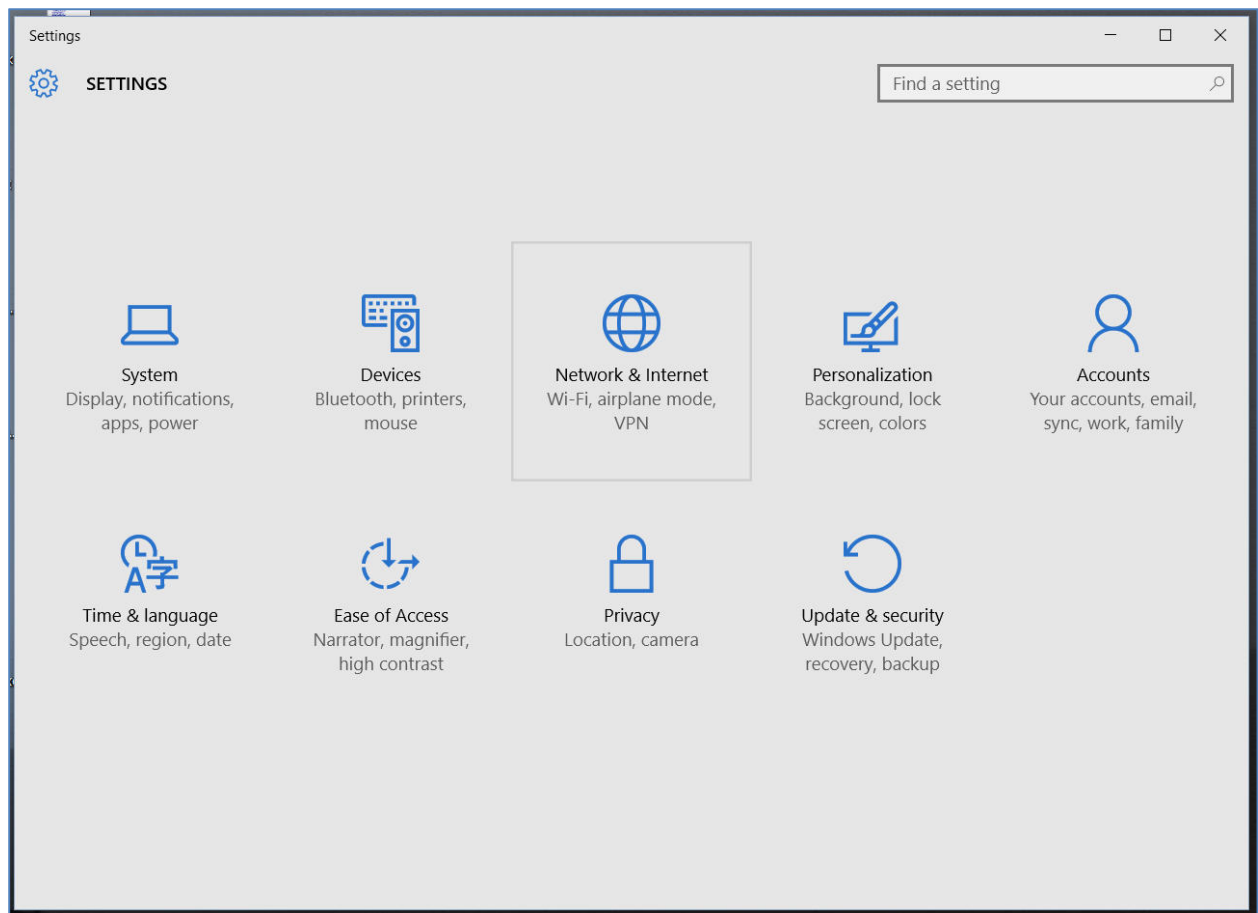 Settings
SETTINGS
Find a setting
System
Display, notifications,
apps, power
Devices
Bluetooth, printers,
mouse
Network & Internet
Wi-Fi, airplane mode,
VPN
Personalization
Background, lock
screen, colors
Accounts
Your accounts, email,
sync, work, family
Time & language
Speech, region, date
Ease of Access
Narrator, magnifier,
high contrast
Privacy
Location, camera
Update & security
Windows Update,
recovery, backup